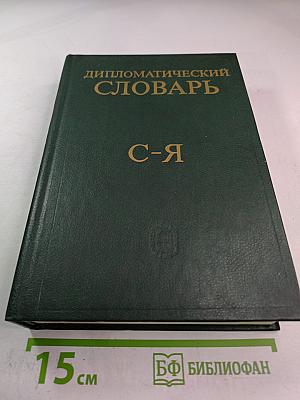 ДИПЛОМАТИЧЕСКИЙ
СЛОВАРЬ
С-Я
15 см
БФ БИБЛИОФАН